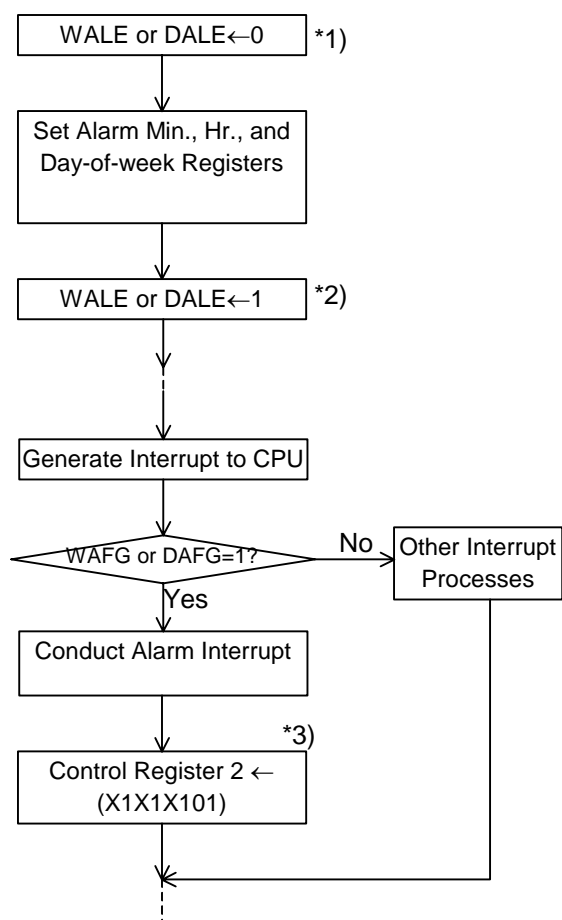 WALE or DALE←0
*1)
Set Alarm Min., Hr., and
Day-of-week Registers
WALE or DALE←1
*2)
Generate Interrupt to CPU
WAFG or DAFG=1?
No
Other Interrupt
Processes
Yes
Conduct Alarm Interrupt
*3)
Control Register 2 ←
(X1X1X101)